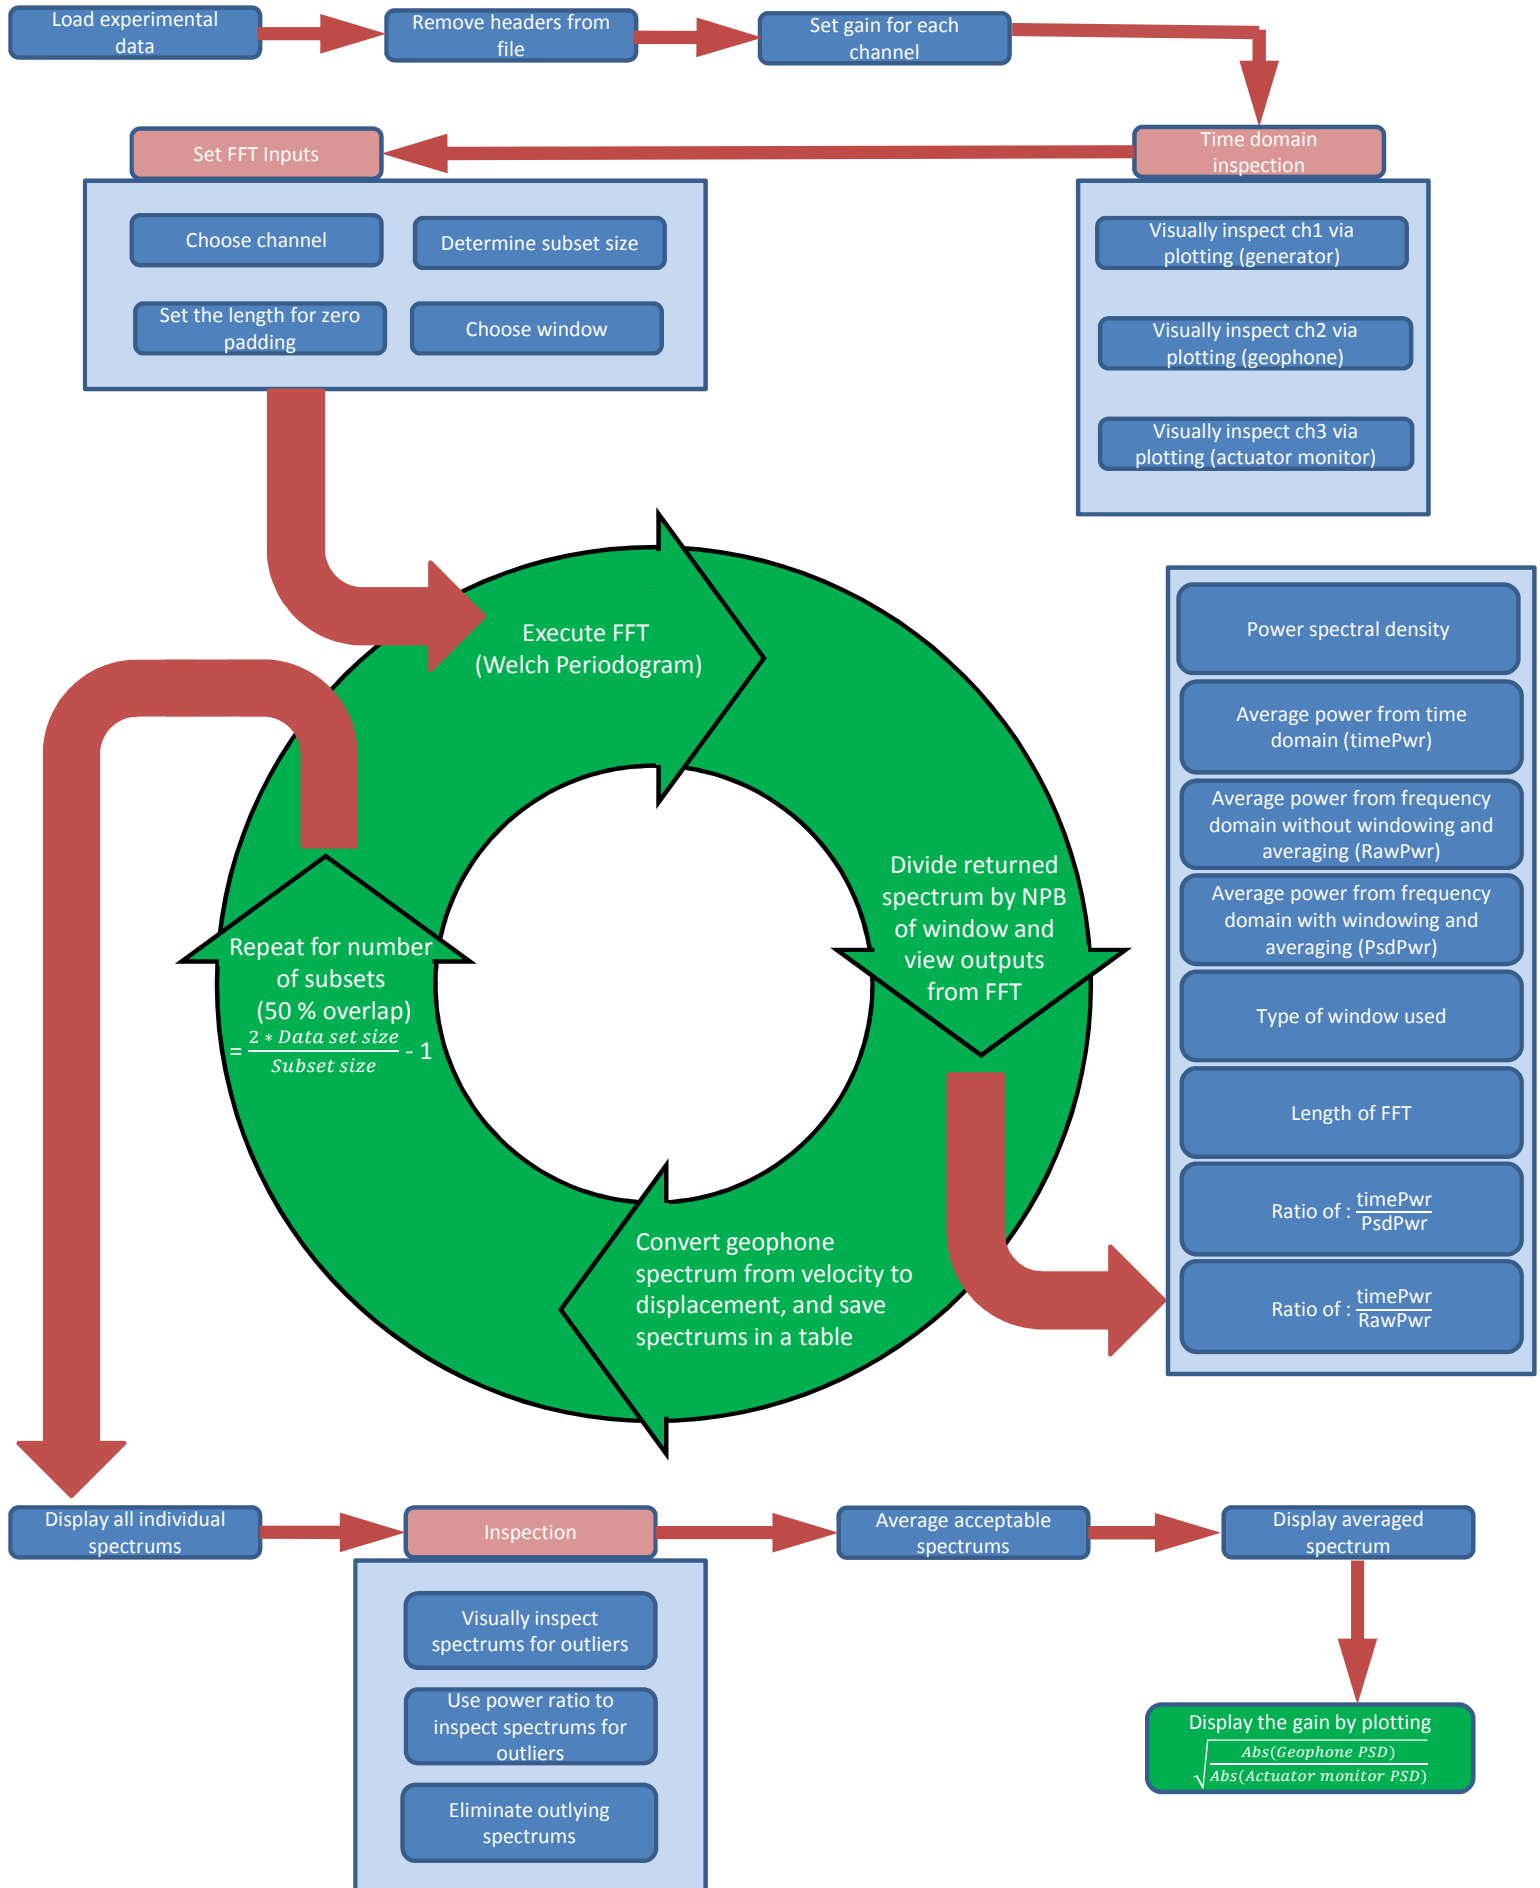 Load experimental
data
Remove headers from
file
Set gain for each
channel
Set FFT Inputs
Time domain
inspection
Choose channel
Determine subset size
Set the length for zero
padding
Choose window
Visually inspect ch1 via
plotting (generator)
Visually inspect ch2 via
plotting (geophone)
Visually inspect ch3 via
plotting (actuator monitor)
Execute FFT
(Welch Periodogram)
Divide returned
spectrum by NPB
of window and
view outputs
from FFT
Power spectral density
Average power from time
domain (timePwr)
Average power from frequency
domain without windowing and
averaging (RawPwr)
Average power from frequency
domain with windowing and
averaging (PsdPwr)
Type of window used
Length of FFT
Ratio of : timePwr
PsdPwr
Ratio of : timePwr
RawPwr
Convert geophone
spectrum from velocity to
displacement, and save
spectrums in a table
Repeat for number
of subsets
(50 % overlap)
= 2 * Data set size
Subset size - 1
Display all individual
spectrums
Inspection
Average acceptable
spectrums
Display averaged
spectrum
Visually inspect
spectrums for outliers
Use power ratio to
inspect spectrums for
outliers
Eliminate outlying
spectrums
Display the gain by plotting
√ Abs(Geophone PSD)
Abs(Actuator monitor PSD)